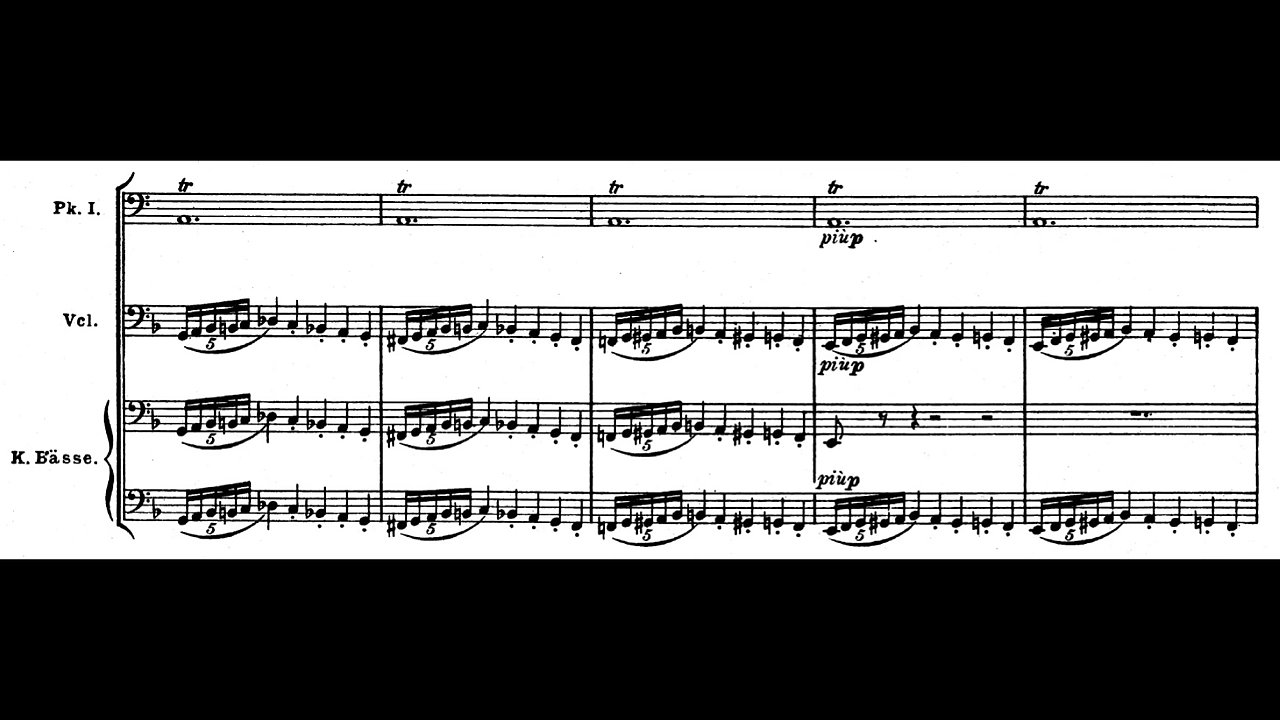 tr tr tr tr tr
Pk. I.
più p
Vcl.
5 5 5 5 5
più p
5 5 5
K. Bässe.
più p
5 5 5 5 5